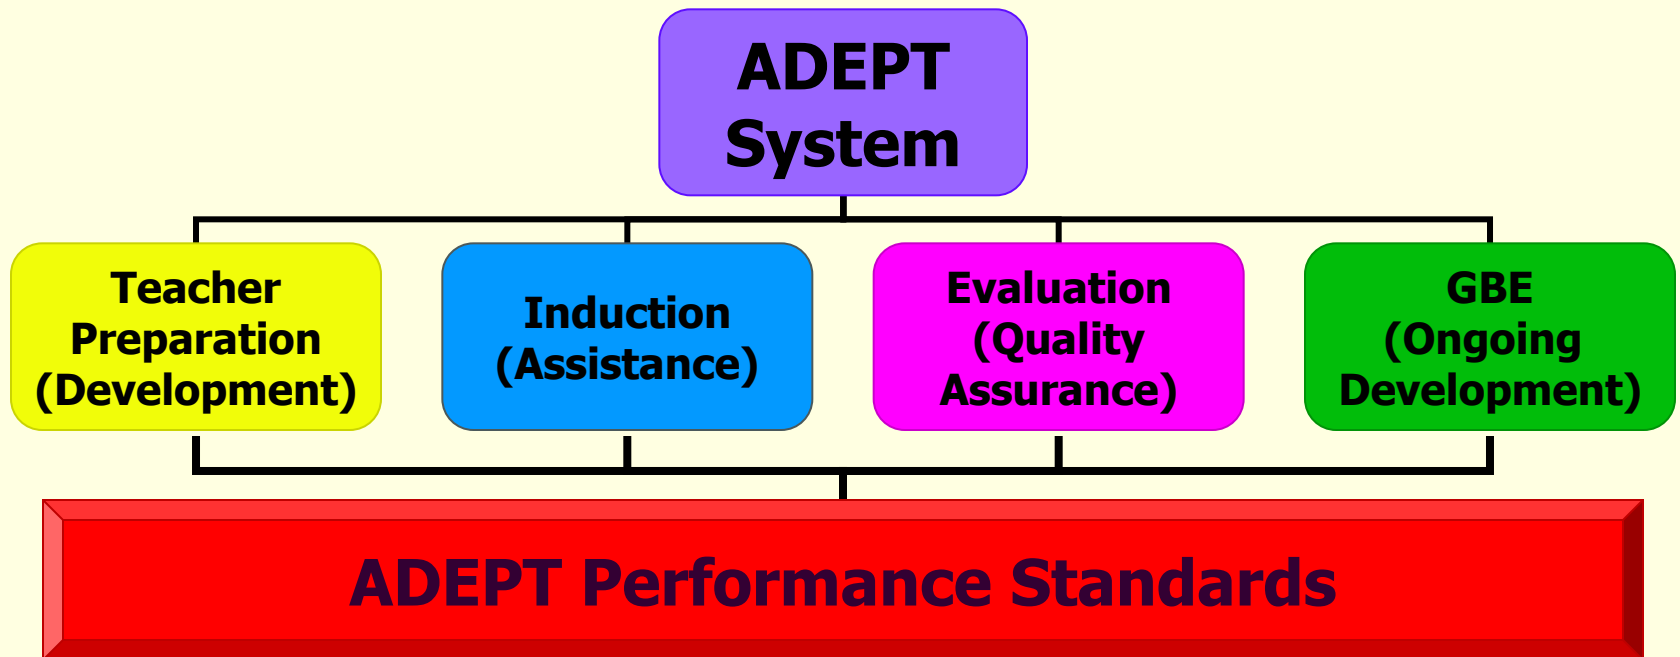 ADEPT
System
Teacher
Preparation
(Development)
Induction
(Assistance)
Evaluation
(Quality
Assurance)
GBE
(Ongoing
Development)
ADEPT Performance Standards